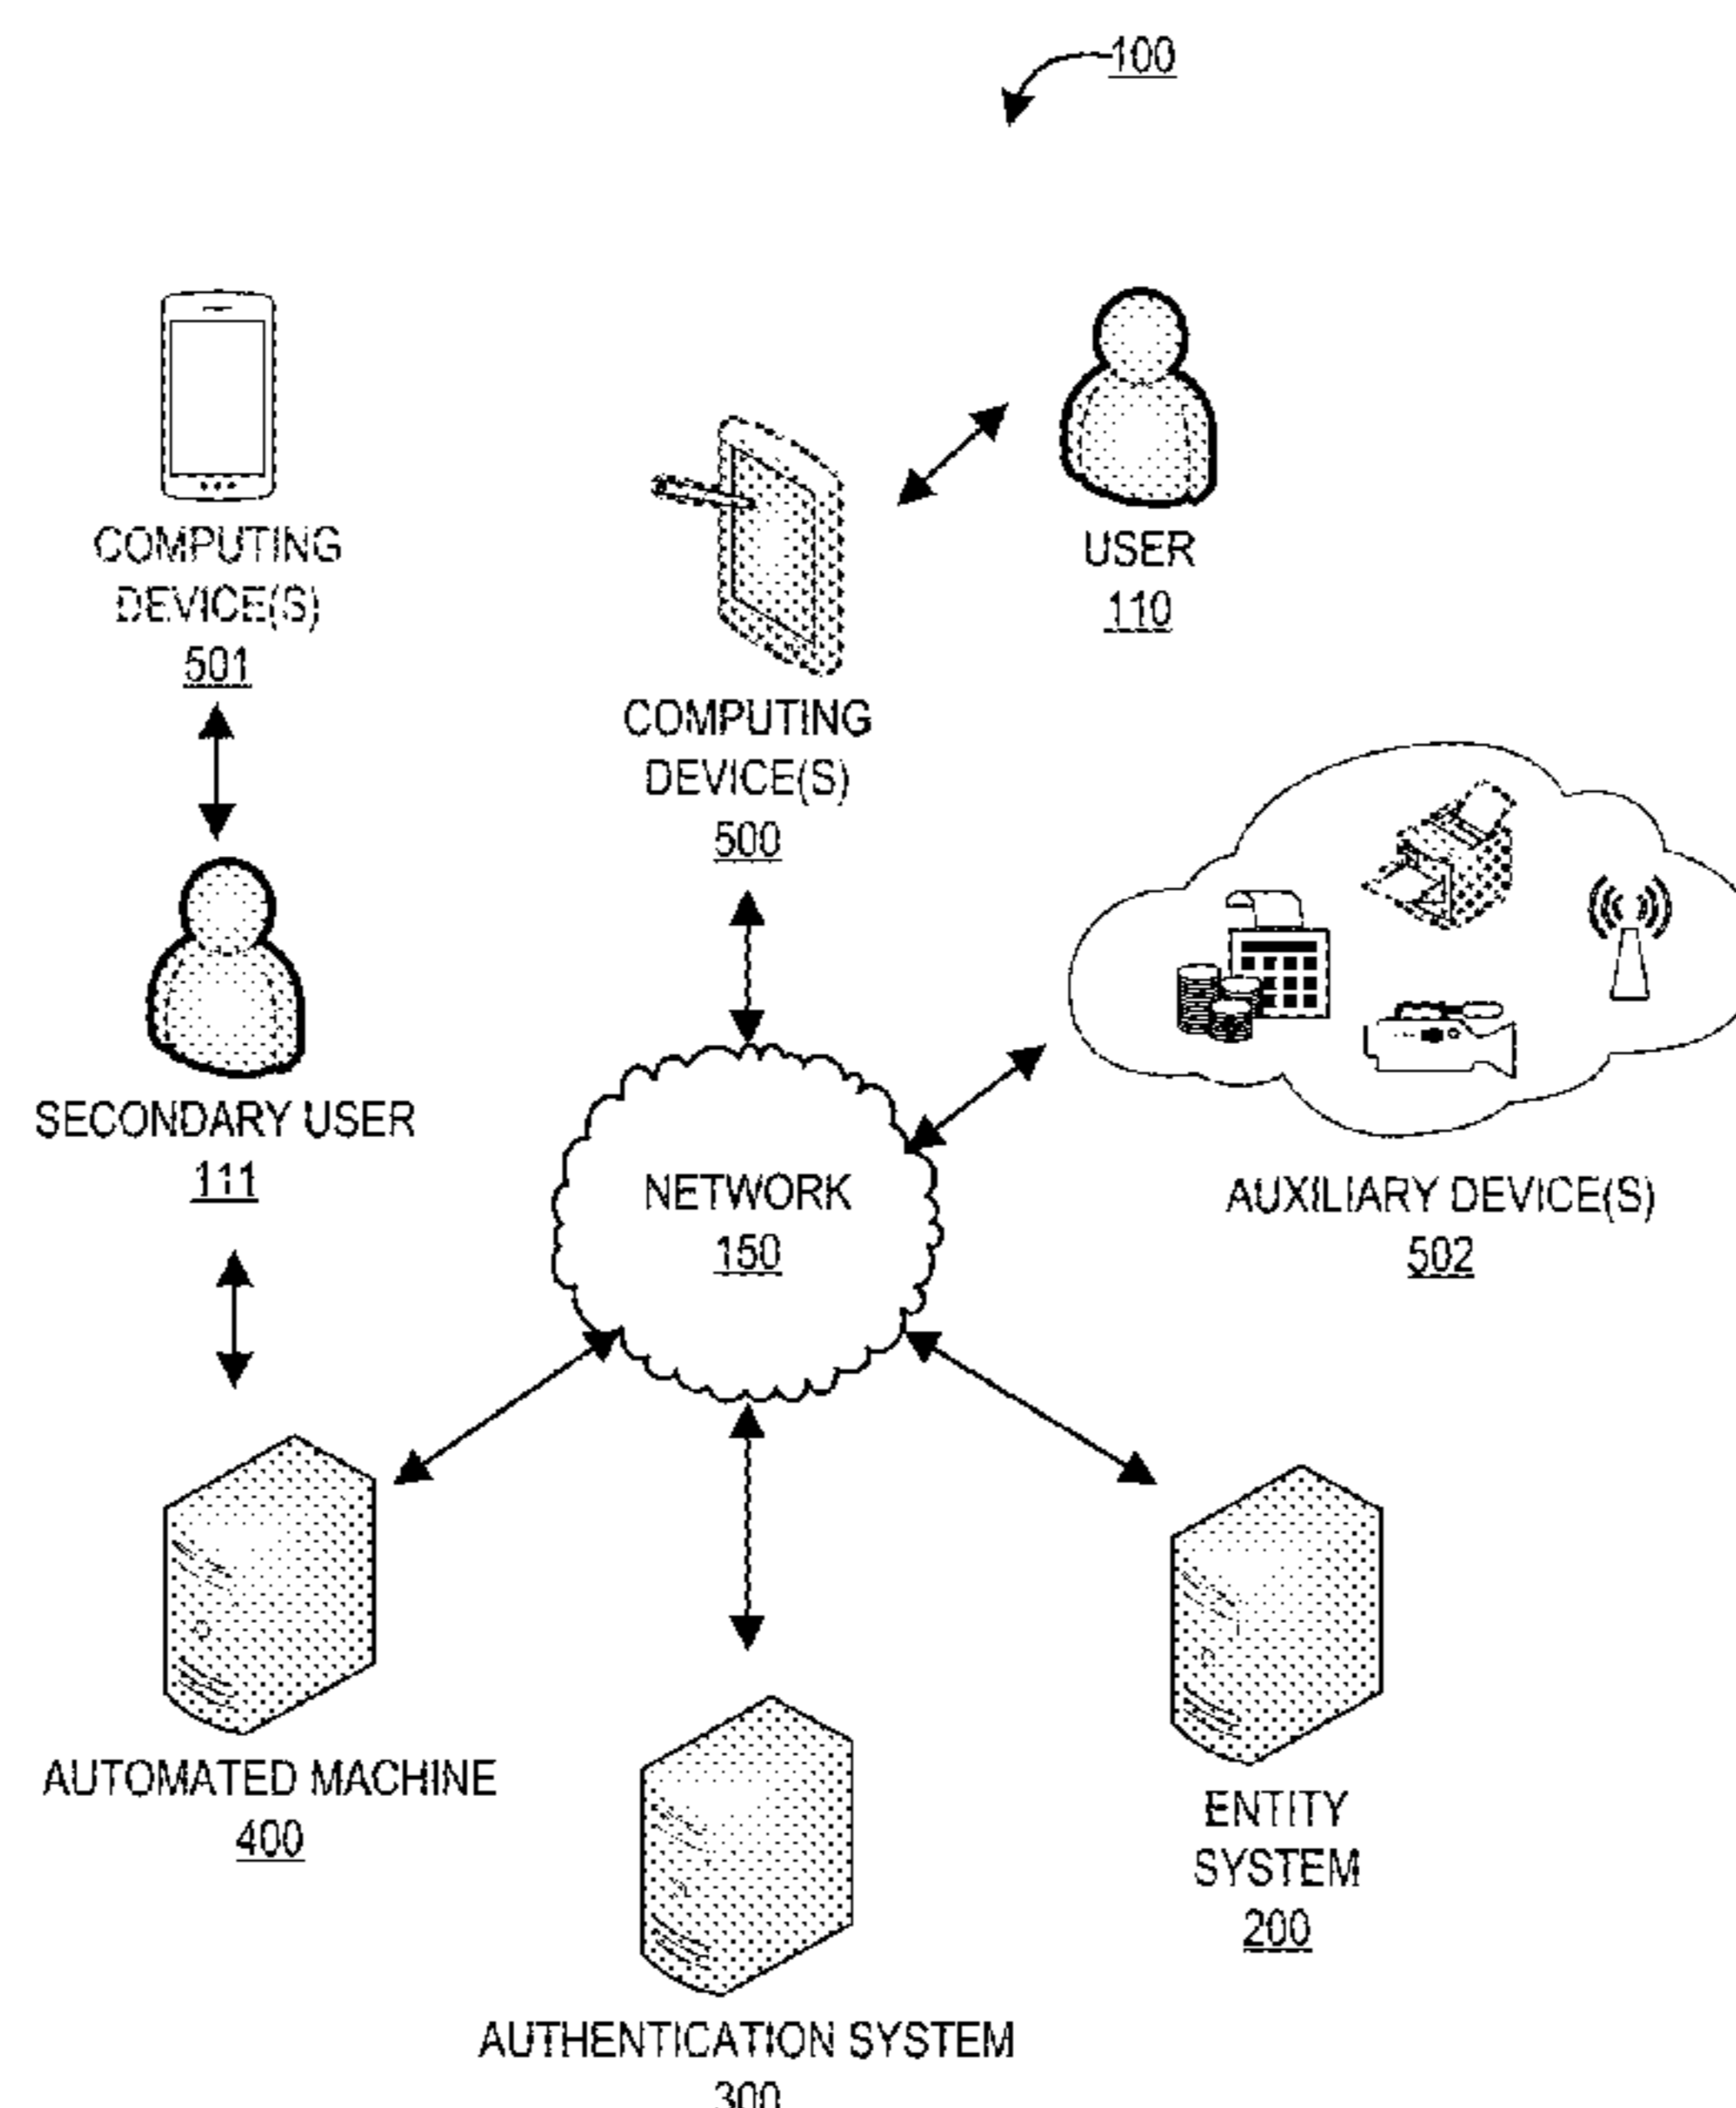 100
COMPUTING
DEVICE(S)
501
USER
110
COMPUTING
DEVICE(S)
500
SECONDARY USER
111
NETWORK
150
AUXILIARY DEVICE(S)
502
AUTOMATED MACHINE
400
ENTITY
SYSTEM
200
AUTHENTICATION SYSTEM
300